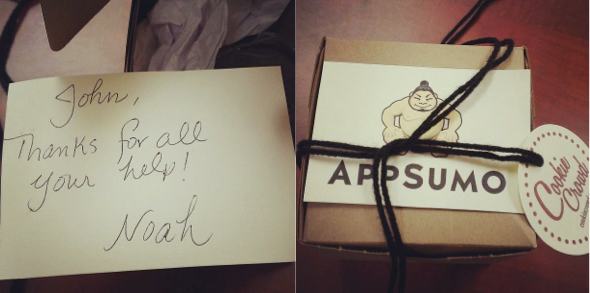 John,
Thanks for all
your help!
Noah
APPSUMO
Cookie
Crowd